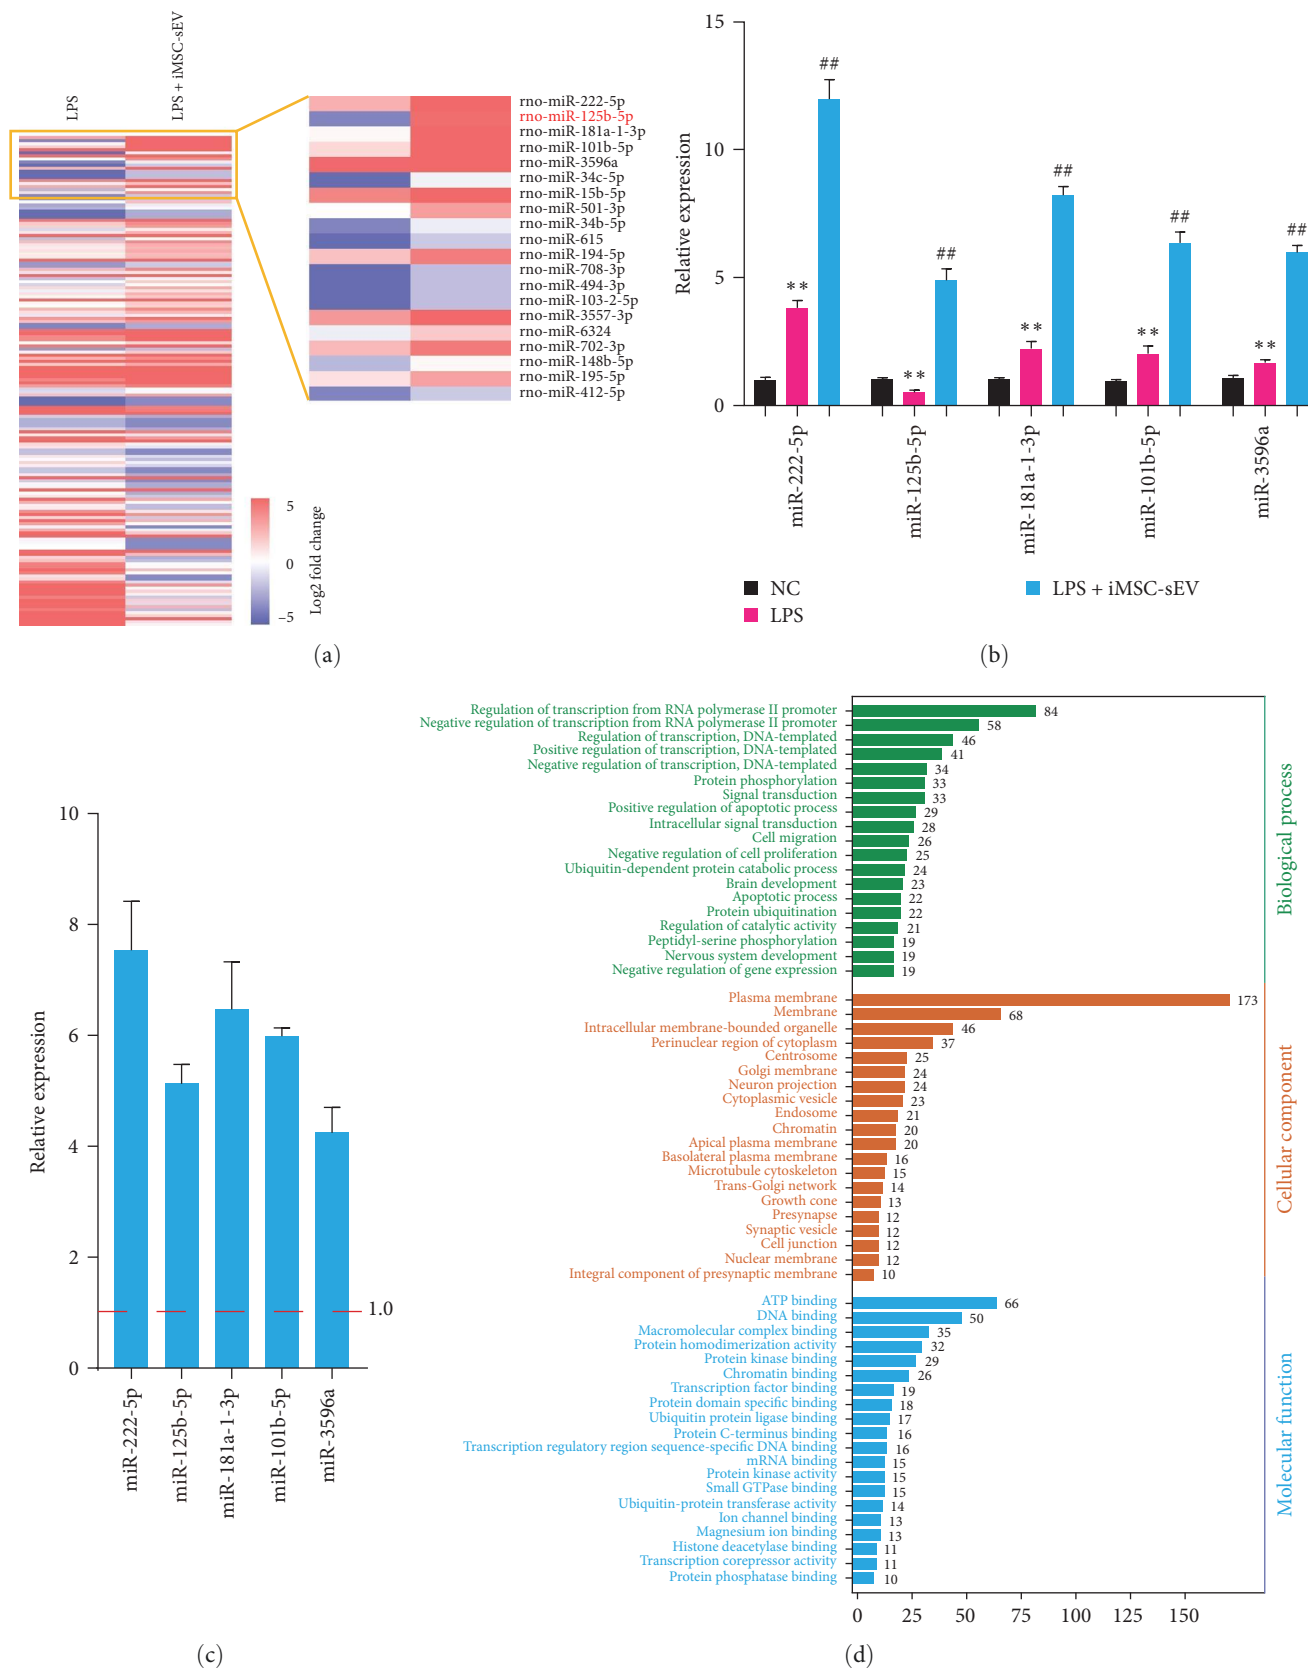 LPS
LPS + iMSC-sEV
rno-miR-222-5p
rno-miR-125b-5p
rno-miR-181a-1-3p
rno-miR-101b-5p
rno-miR-3596a
rno-miR-34c-5p
rno-miR-15b-5p
rno-miR-501-3p
rno-miR-34b-5p
rno-miR-615
rno-miR-194-5p
rno-miR-708-3p
rno-miR-494-3p
rno-miR-103-2-5p
rno-miR-3557-3p
rno-miR-6324
rno-miR-702-3p
rno-miR-148b-5p
rno-miR-195-5p
rno-miR-412-5p
5
0
−5
Log2 fold change
(a)
15
10
5
0
Relative expression
** ##
** ##
** ##
** ##
** ##
miR-222-5p
miR-125b-5p
miR-181a-1-3p
miR-101b-5p
miR-3596a
NC
LPS
LPS + iMSC-sEV
(b)
10
8
6
4
2
0
Relative expression
1.0
miR-222-5p
miR-125b-5p
miR-181a-1-3p
miR-101b-5p
miR-3596a
(c)
Regulation of transcription from RNA polymerase II promoter 84
Negative regulation of transcription from RNA polymerase II promoter 58
Regulation of transcription, DNA-templated 46
Positive regulation of transcription, DNA-templated 41
Negative regulation of transcription, DNA-templated 34
Protein phosphorylation 33
Signal transduction 33
Positive regulation of apoptotic process 29
Intracellular signal transduction 28
Cell migration 26
Negative regulation of cell proliferation 25
Ubiquitin-dependent protein catabolic process 24
Brain development 23
Apoptotic process 22
Protein ubiquitination 22
Regulation of catalytic activity 21
Peptidyl-serine phosphorylation 19
Nervous system development 19
Negative regulation of gene expression 19
Biological process
Plasma membrane 173
Membrane 68
Intracellular membrane-bounded organelle 46
Perinuclear region of cytoplasm 37
Centrosome 25
Golgi membrane 24
Neuron projection 24
Cytoplasmic vesicle 23
Endosome 21
Chromatin 20
Apical plasma membrane 20
Basolateral plasma membrane 16
Microtubule cytoskeleton 15
Trans-Golgi network 14
Growth cone 13
Presynapse 12
Synaptic vesicle 12
Cell junction 12
Nuclear membrane 12
Integral component of presynaptic membrane 10
Cellular component
ATP binding 66
DNA binding 50
Macromolecular complex binding 35
Protein homodimerization activity 32
Protein kinase binding 29
Chromatin binding 26
Transcription factor binding 19
Protein domain specific binding 18
Ubiquitin protein ligase binding 17
Protein C-terminus binding 16
Transcription regulatory region sequence-specific DNA binding 16
mRNA binding 15
Protein kinase activity 15
Small GTPase binding 15
Ubiquitin-protein transferase activity 14
Ion channel binding 13
Magnesium ion binding 13
Histone deacetylase binding 11
Transcription corepressor activity 11
Protein phosphatase binding 10
Molecular function
0 25 50 75 100 125 150
(d)